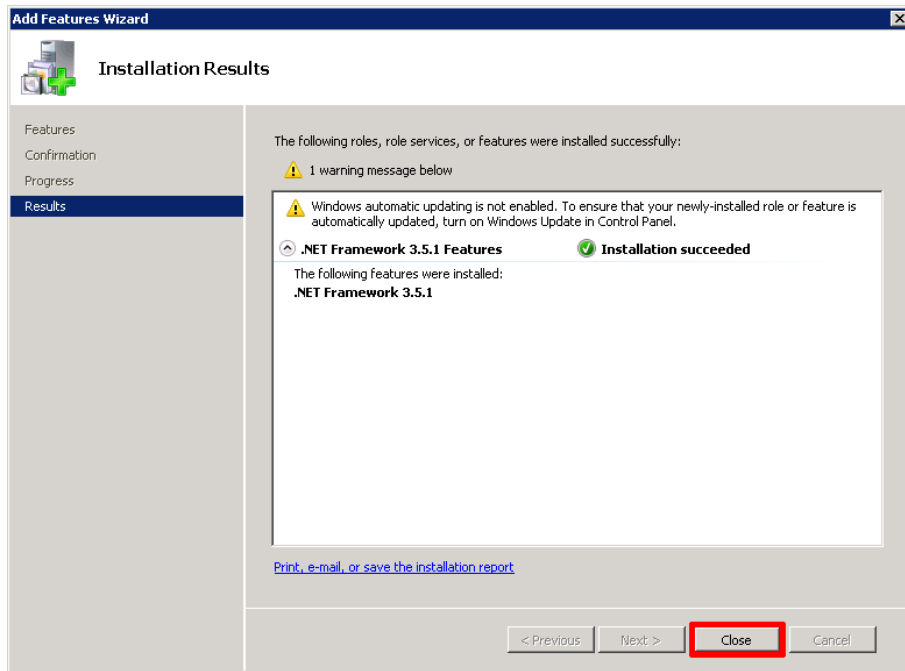 Add Features Wizard
Installation Results
Features
Confirmation
Progress
Results
The following roles, role services, or features were installed successfully:
1 warning message below
Windows automatic updating is not enabled. To ensure that your newly-installed role or feature is
automatically updated, turn on Windows Update in Control Panel.
.NET Framework 3.5.1 Features Installation succeeded
The following features were installed:
.NET Framework 3.5.1
Print, e-mail, or save the installation report
< Previous Next > Close Cancel